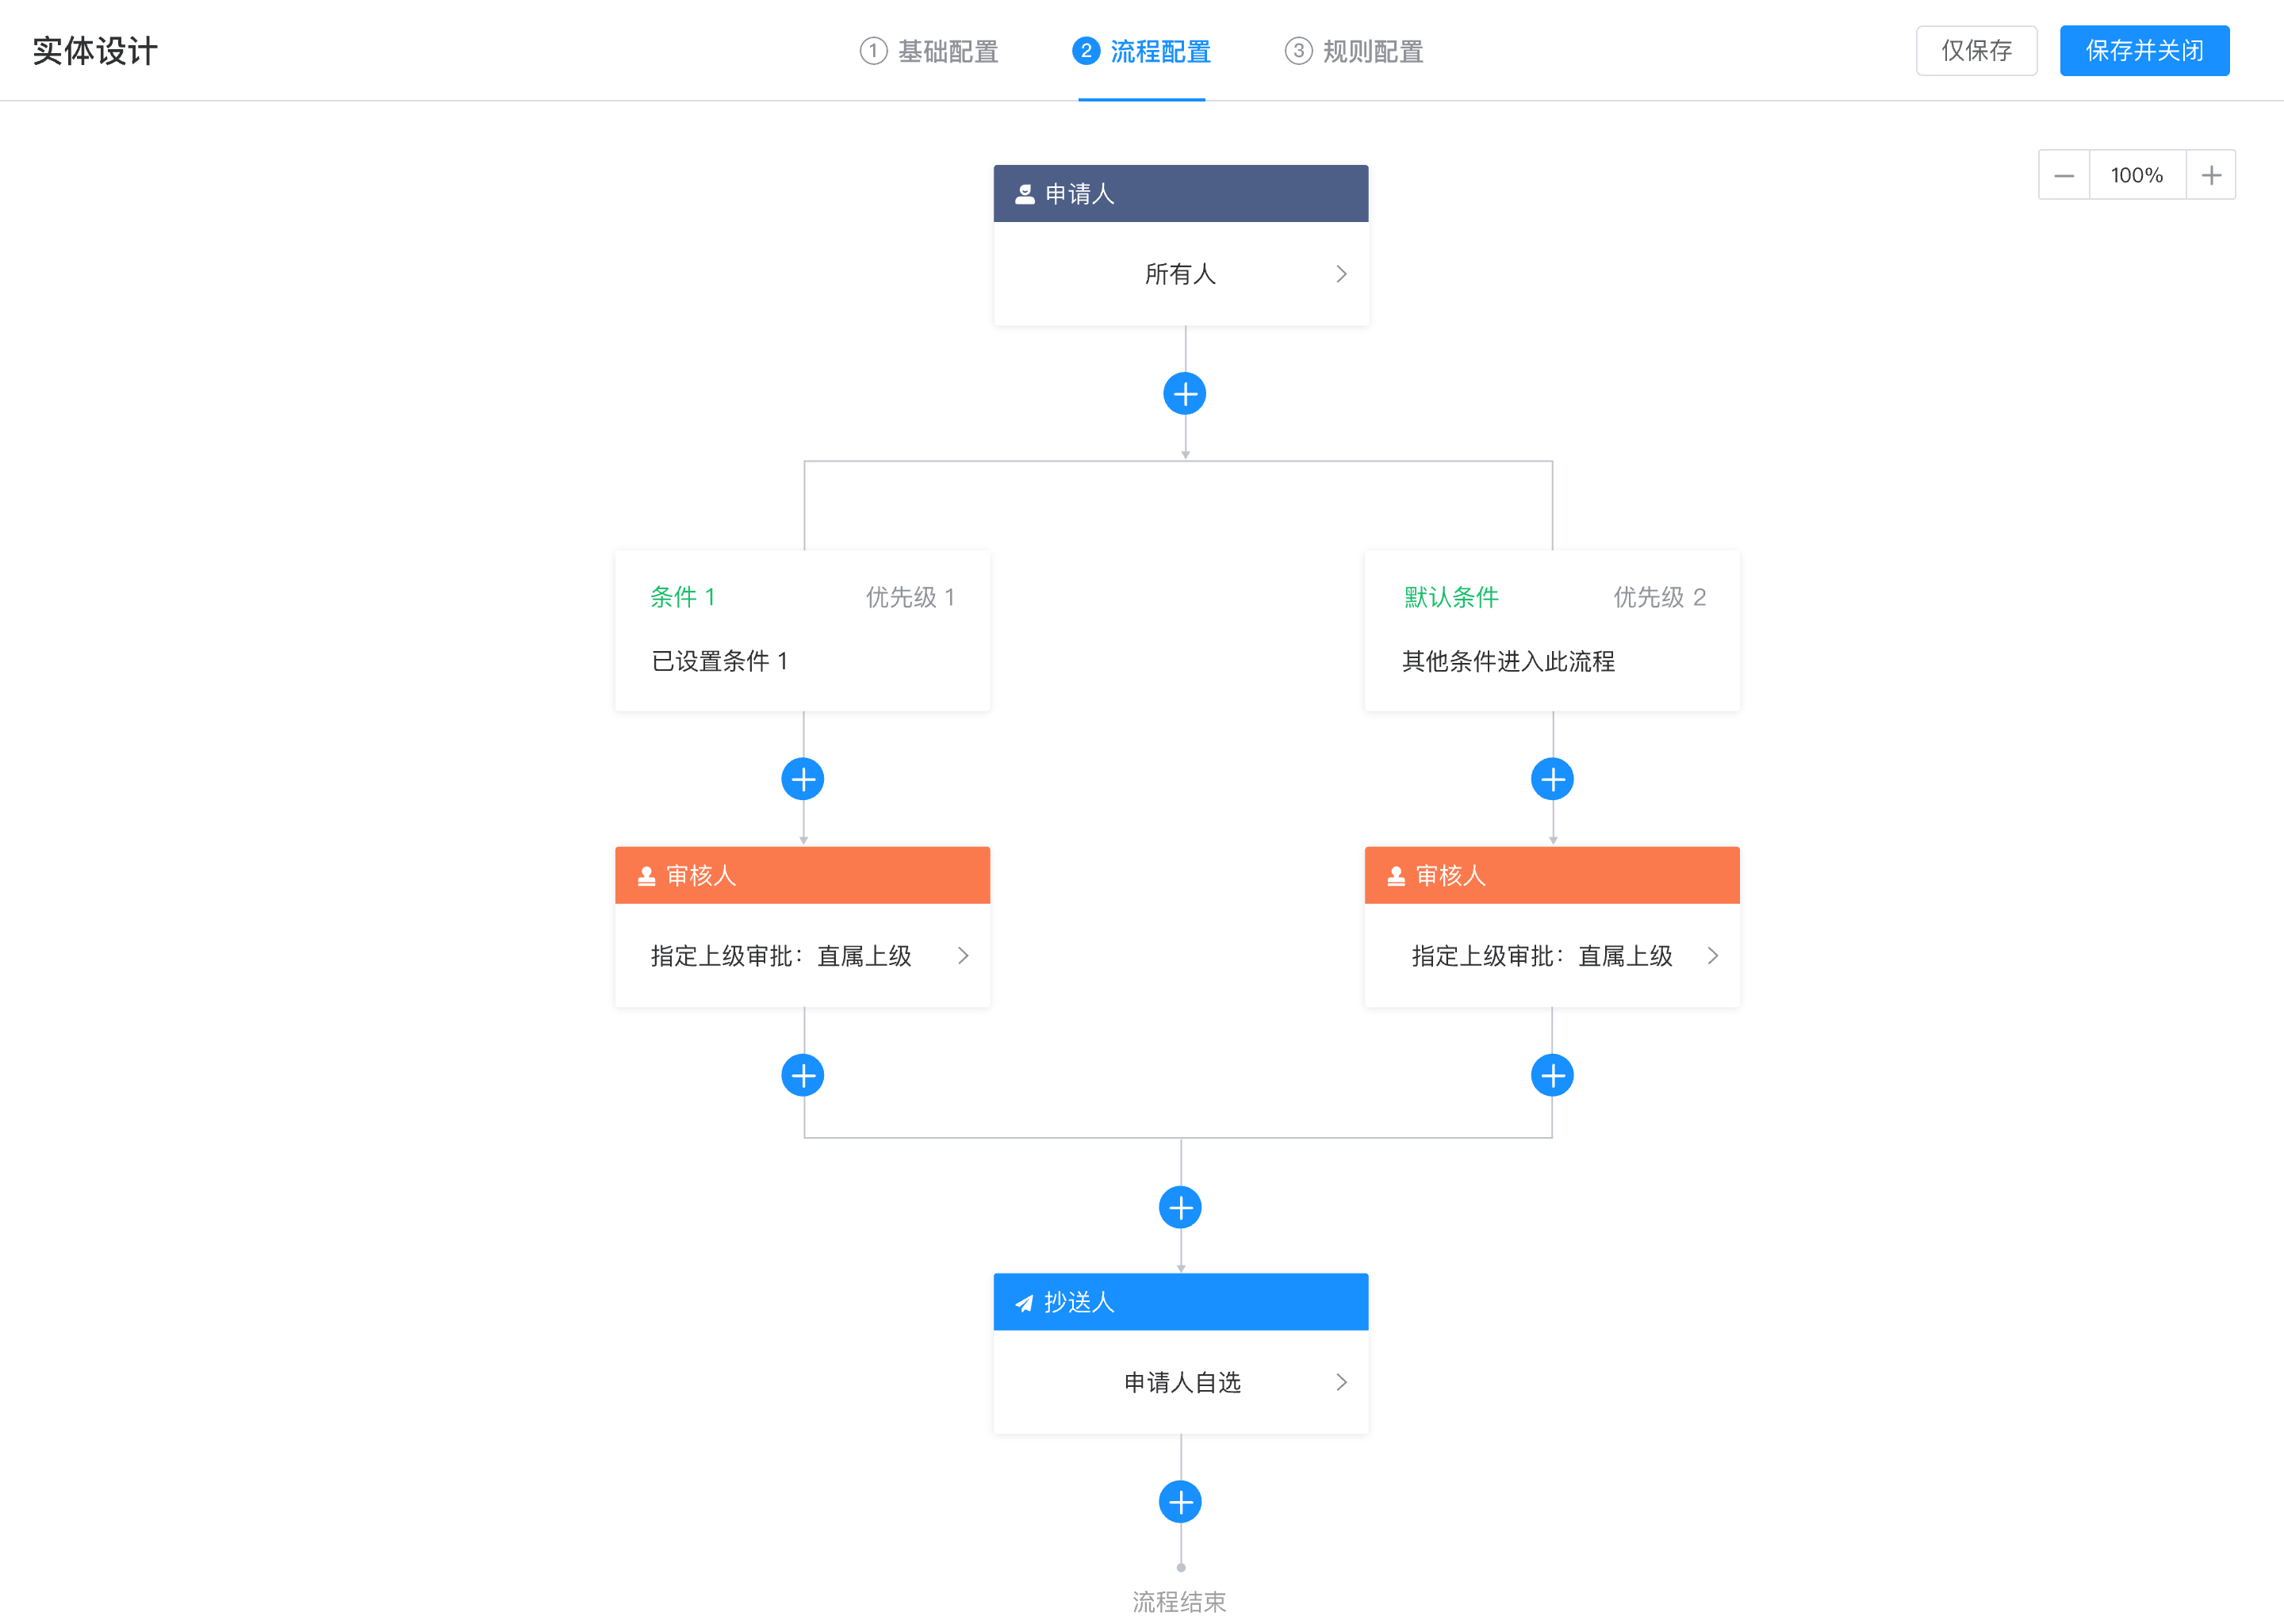 实体设计
1 基础配置
2 流程配置
3 规则配置
仅保存
保存并关闭
100%
申请人
所有人
条件 1
优先级 1
已设置条件 1
默认条件
优先级 2
其他条件进入此流程
审核人
指定上级审批：直属上级
审核人
指定上级审批：直属上级
抄送人
申请人自选
流程结束